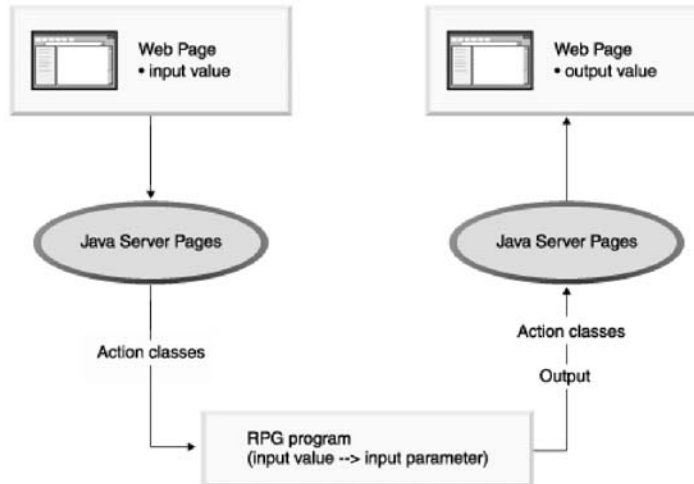 Web Page
• input value
Web Page
• output value
Java Server Pages
Java Server Pages
Action classes
Action classes
Output
RPG program
(input value --> input parameter)